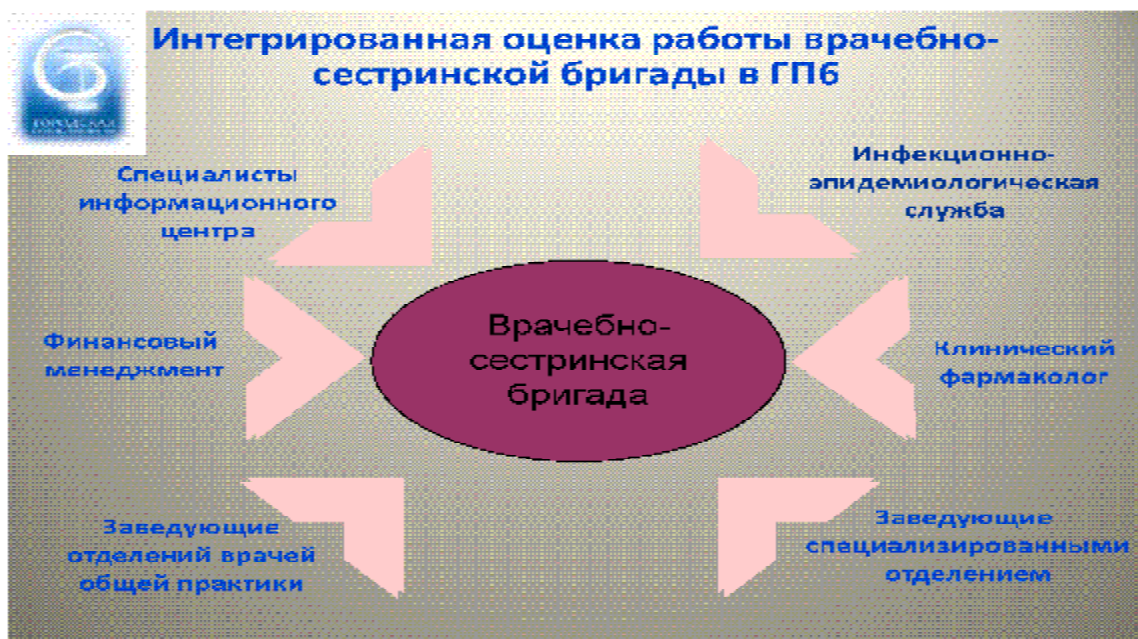 Интегрированная оценка работы врачебно-
сестринской бригады в ГП6
ГОРОДСКАЯ
Специалисты
информационного
центра
Инфекционно-
эпидемиологическая
служба
Финансовый
менеджмент
Врачебно-
сестринская
бригада
Клинический
фармаколог
Заведующие
отделений врачей
общей практики
Заведующие
специализированными
отделением